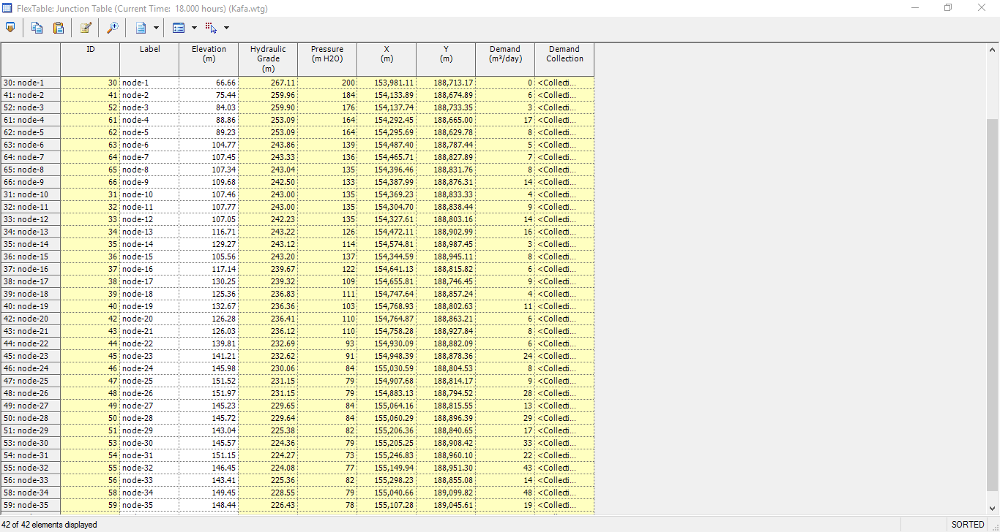 FlexTable: Junction Table (Current Time: 18.000 hours) (Kafa.wtg)
ID Label Elevation (m) Hydraulic Grade (m) Pressure (m H2O) X (m) Y (m) Demand (m³/day) Demand Collection
30: node-1 30 node-1 66.66 267.11 200 153,981.11 188,713.17 0 <Collecti...
41: node-2 41 node-2 75.44 259.96 184 154,133.89 188,674.89 6 <Collecti...
52: node-3 52 node-3 84.03 259.90 176 154,137.74 188,733.35 3 <Collecti...
61: node-4 61 node-4 88.86 253.09 164 154,292.45 188,665.00 17 <Collecti...
62: node-5 62 node-5 89.23 253.09 164 154,295.69 188,629.78 8 <Collecti...
63: node-6 63 node-6 104.77 243.86 139 154,487.40 188,787.44 5 <Collecti...
64: node-7 64 node-7 107.45 243.33 136 154,465.71 188,827.89 7 <Collecti...
65: node-8 65 node-8 107.34 243.04 135 154,396.46 188,831.76 8 <Collecti...
66: node-9 66 node-9 109.68 242.50 133 154,387.99 188,876.31 14 <Collecti...
31: node-10 31 node-10 107.46 243.00 135 154,369.23 188,833.33 4 <Collecti...
32: node-11 32 node-11 107.77 243.00 135 154,304.70 188,838.44 9 <Collecti...
33: node-12 33 node-12 107.05 242.23 135 154,327.61 188,803.16 14 <Collecti...
34: node-13 34 node-13 116.71 243.22 126 154,472.11 188,902.99 16 <Collecti...
35: node-14 35 node-14 129.27 243.12 114 154,574.81 188,987.45 3 <Collecti...
36: node-15 36 node-15 105.56 243.20 137 154,344.59 188,945.11 8 <Collecti...
37: node-16 37 node-16 117.14 239.67 122 154,641.13 188,815.82 6 <Collecti...
38: node-17 38 node-17 130.25 239.32 109 154,655.81 188,746.45 9 <Collecti...
39: node-18 39 node-18 125.36 236.83 111 154,747.64 188,857.24 4 <Collecti...
40: node-19 40 node-19 132.67 236.36 103 154,768.93 188,802.63 11 <Collecti...
42: node-20 42 node-20 126.28 236.41 110 154,764.87 188,863.21 6 <Collecti...
43: node-21 43 node-21 126.03 236.12 110 154,758.28 188,927.84 8 <Collecti...
44: node-22 44 node-22 139.81 232.69 93 154,930.09 188,882.09 6 <Collecti...
45: node-23 45 node-23 141.21 232.62 91 154,948.39 188,878.36 24 <Collecti...
46: node-24 46 node-24 145.98 230.06 84 155,030.59 188,804.53 8 <Collecti...
47: node-25 47 node-25 151.52 231.15 79 154,907.68 188,814.17 9 <Collecti...
48: node-26 48 node-26 151.97 231.15 79 154,883.13 188,794.52 28 <Collecti...
49: node-27 49 node-27 145.23 229.65 84 155,064.16 188,815.55 13 <Collecti...
50: node-28 50 node-28 145.72 229.64 84 155,060.29 188,896.39 29 <Collecti...
51: node-29 51 node-29 143.04 225.38 82 155,206.36 188,840.65 17 <Collecti...
53: node-30 53 node-30 145.57 224.36 79 155,205.25 188,908.42 33 <Collecti...
54: node-31 54 node-31 151.15 224.27 73 155,246.83 188,960.10 22 <Collecti...
55: node-32 55 node-32 146.45 224.08 77 155,149.94 188,951.30 43 <Collecti...
56: node-33 56 node-33 143.41 225.36 82 155,298.23 188,855.08 14 <Collecti...
58: node-34 58 node-34 149.45 228.55 79 155,040.66 189,099.82 48 <Collecti...
59: node-35 59 node-35 148.44 226.43 78 155,107.28 189,045.61 19 <Collecti...
42 of 42 elements displayed SORTED